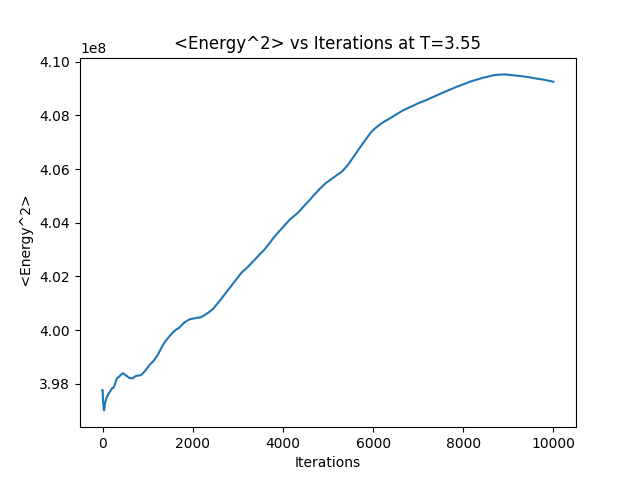 <Energy^2> vs Iterations at T=3.55
1e8
4.10
4.08
4.06
4.04
4.02
4.00
3.98
<Energy^2>
0 2000 4000 6000 8000 10000
Iterations